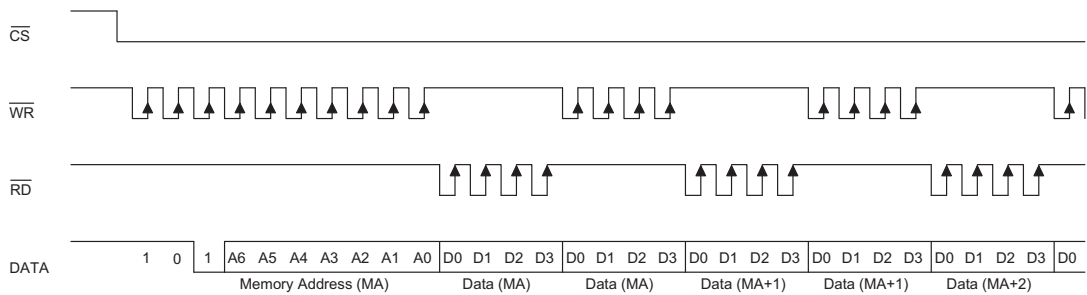 CS
WR
RD
DATA
1 0 1 A6 A5 A4 A3 A2 A1 A0 D0 D1 D2 D3 D0 D1 D2 D3 D0 D1 D2 D3 D0 D1 D2 D3 D0 D1 D2 D3 D0
Memory Address (MA) Data (MA) Data (MA) Data (MA+1) Data (MA+1) Data (MA+2)